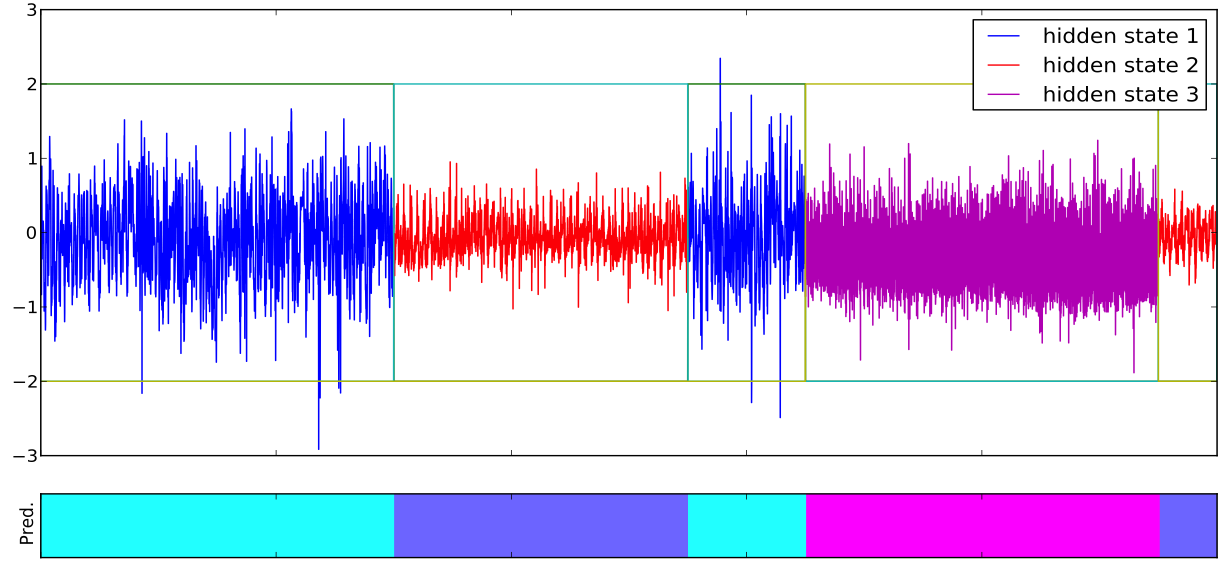 3
2
1
0
−1
−2
−3
hidden state 1
hidden state 2
hidden state 3
Pred.